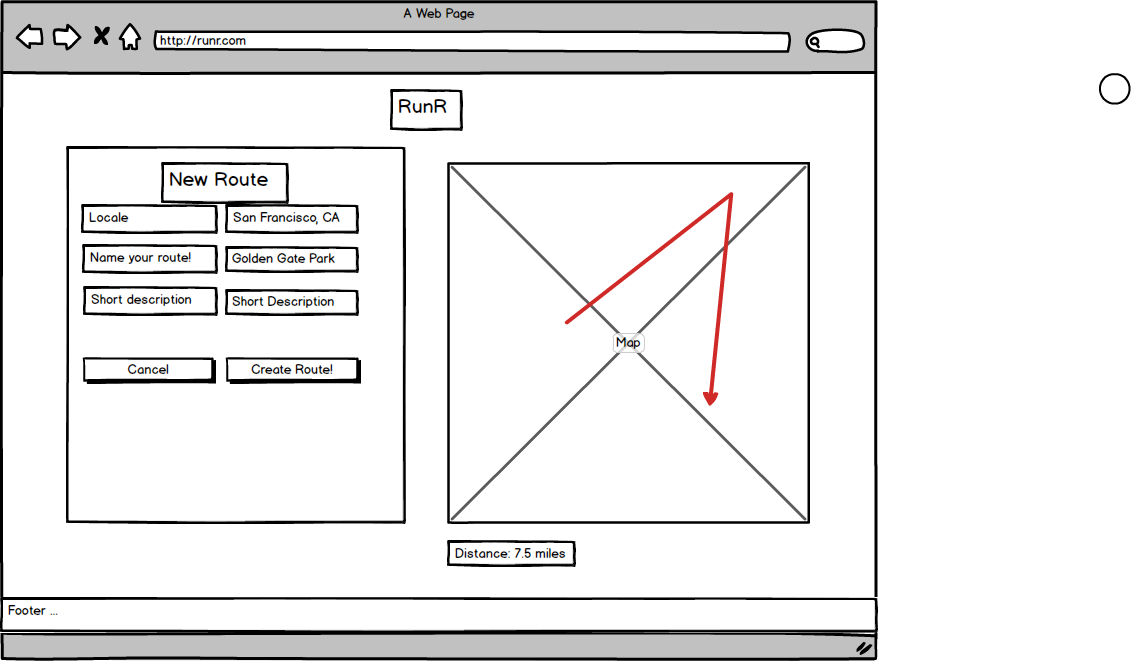 A Web Page
http://runr.com
RunR
New Route
Locale
San Francisco, CA
Name your route!
Golden Gate Park
Short description
Short Description
Cancel
Create Route!
Map
Distance: 7.5 miles
Footer ...